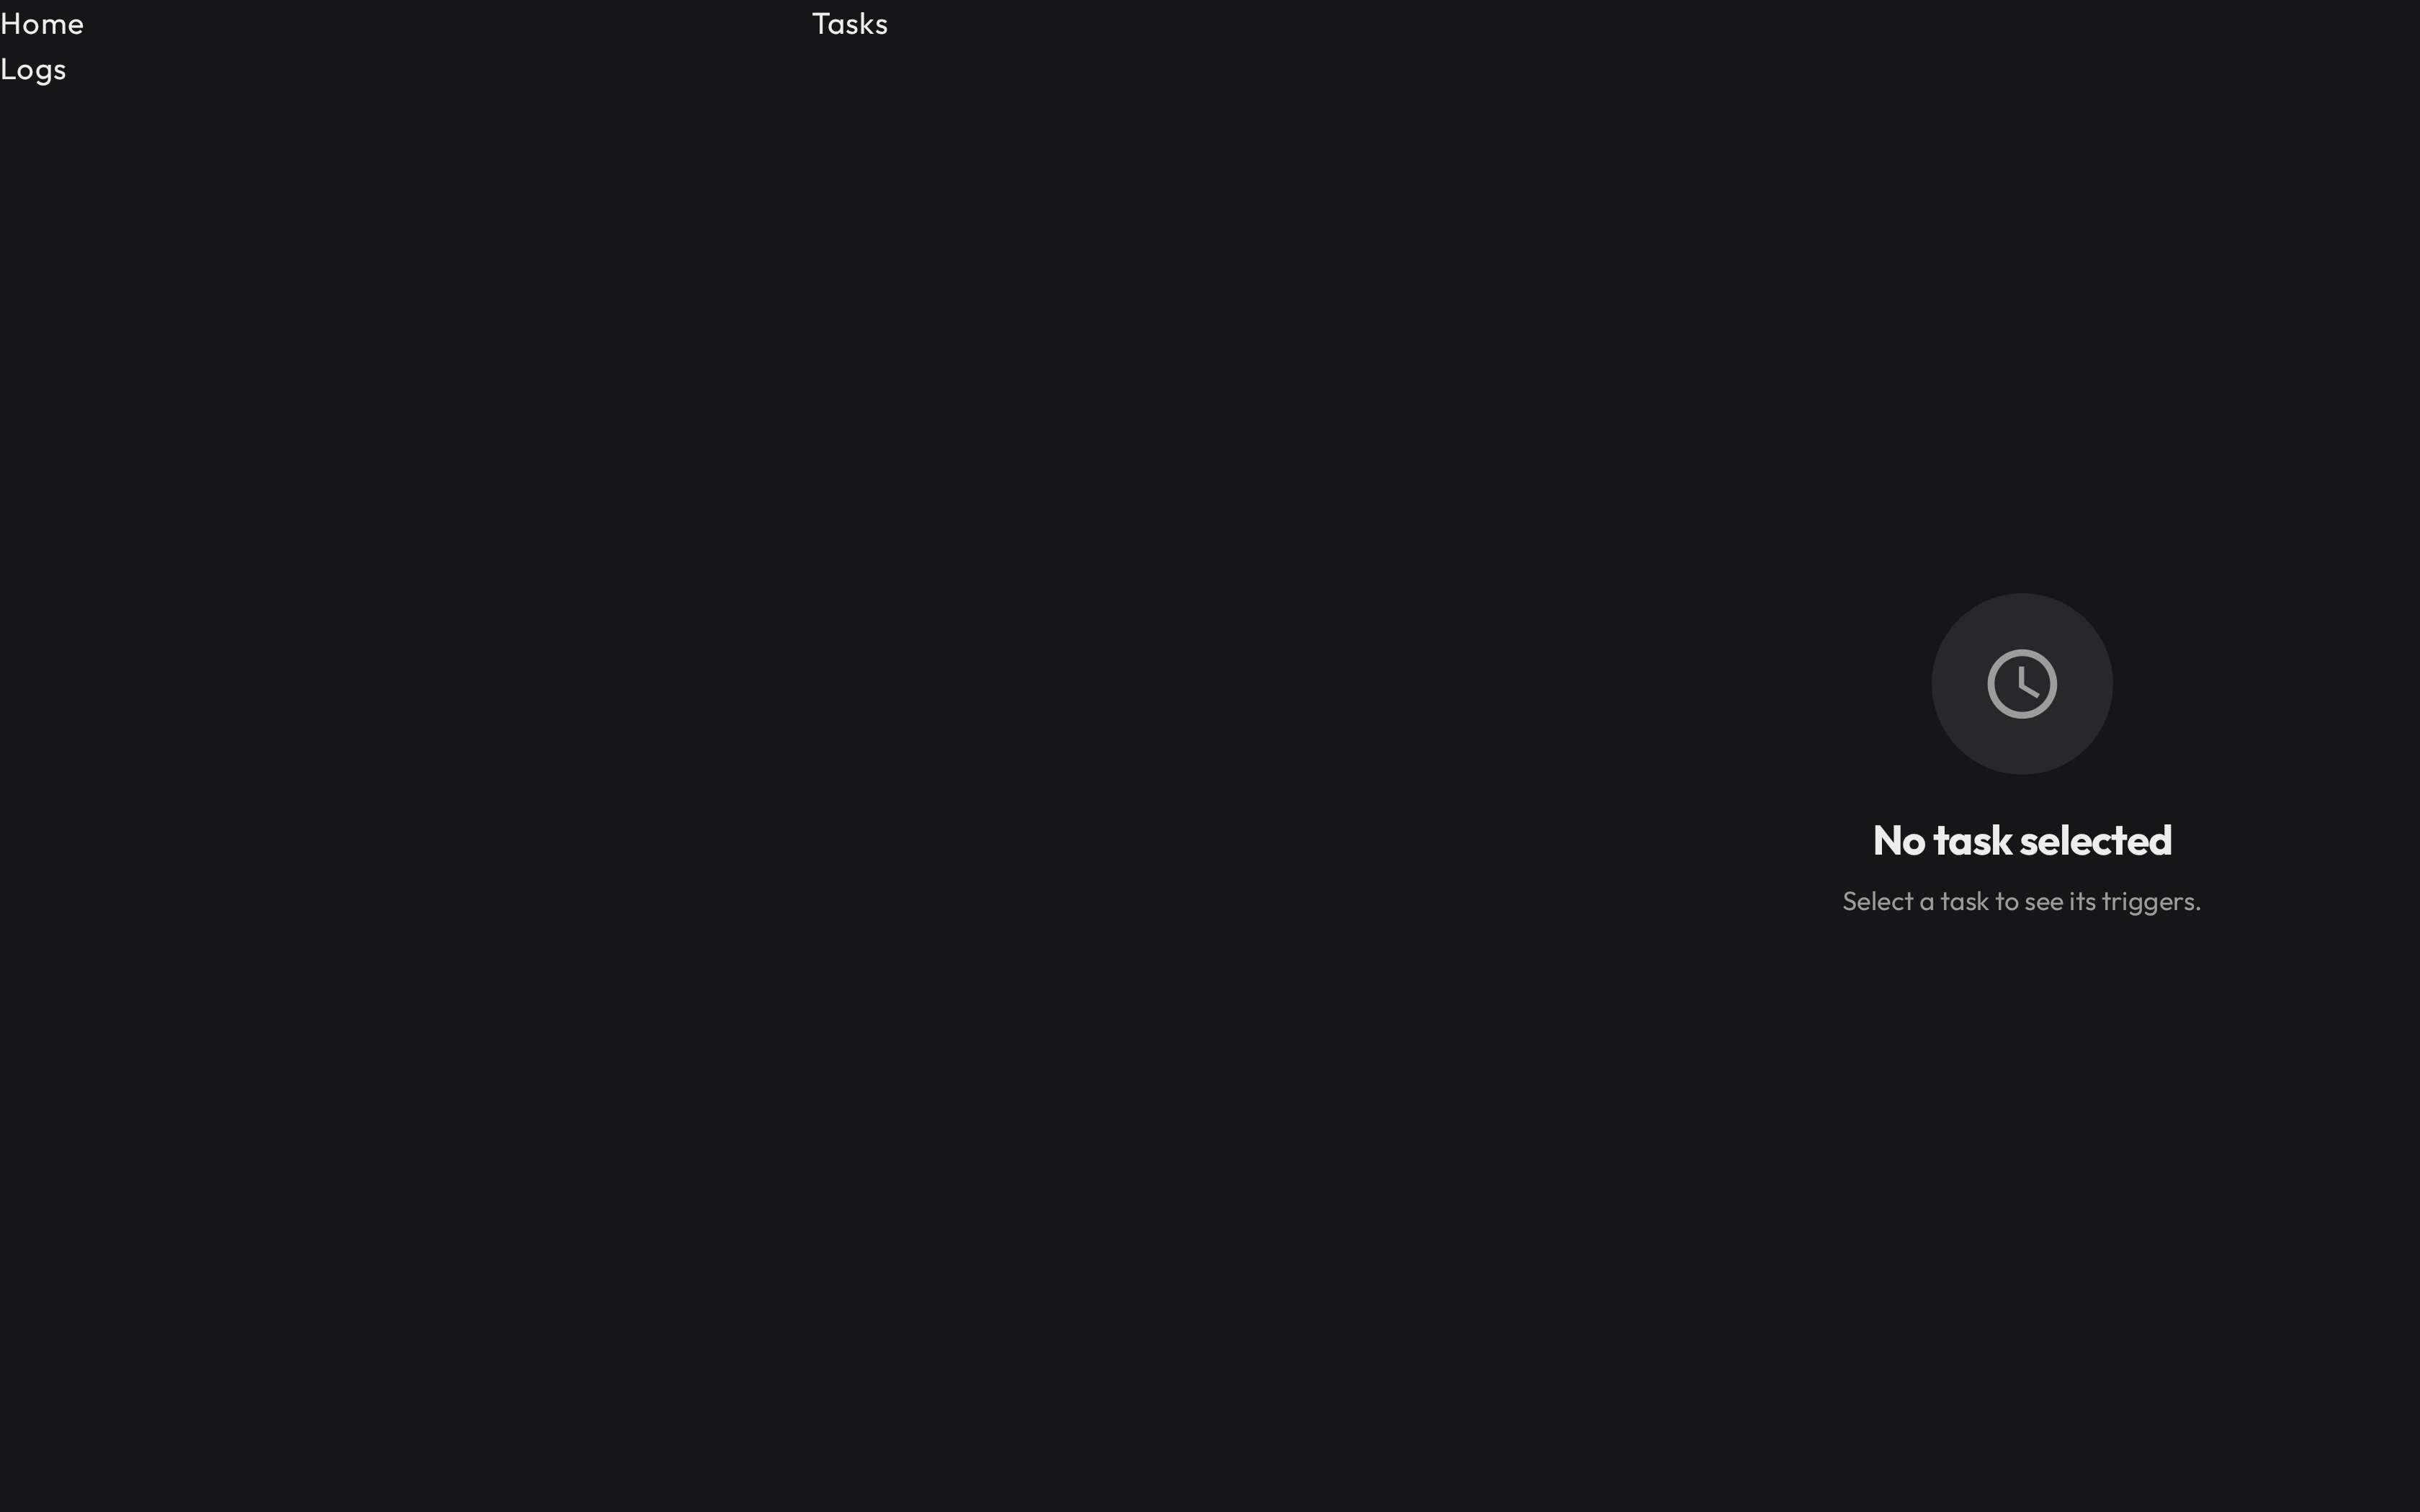 Home
Logs
Tasks
No task selected
Select a task to see its triggers.